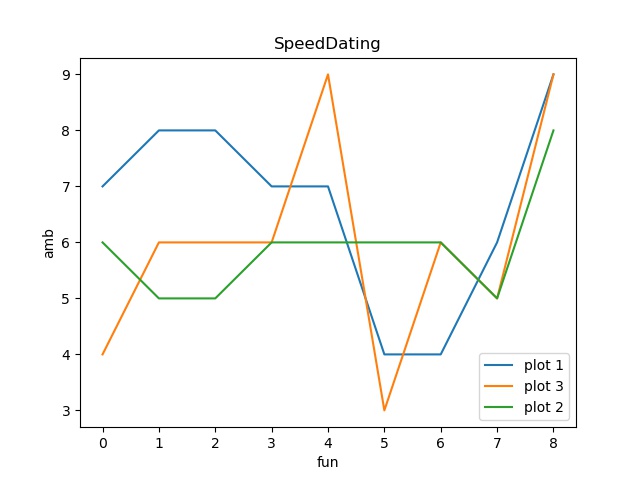 SpeedDating
amb
9
8
7
6
5
4
3
0 1 2 3 4 5 6 7 8
fun
plot 1
plot 3
plot 2